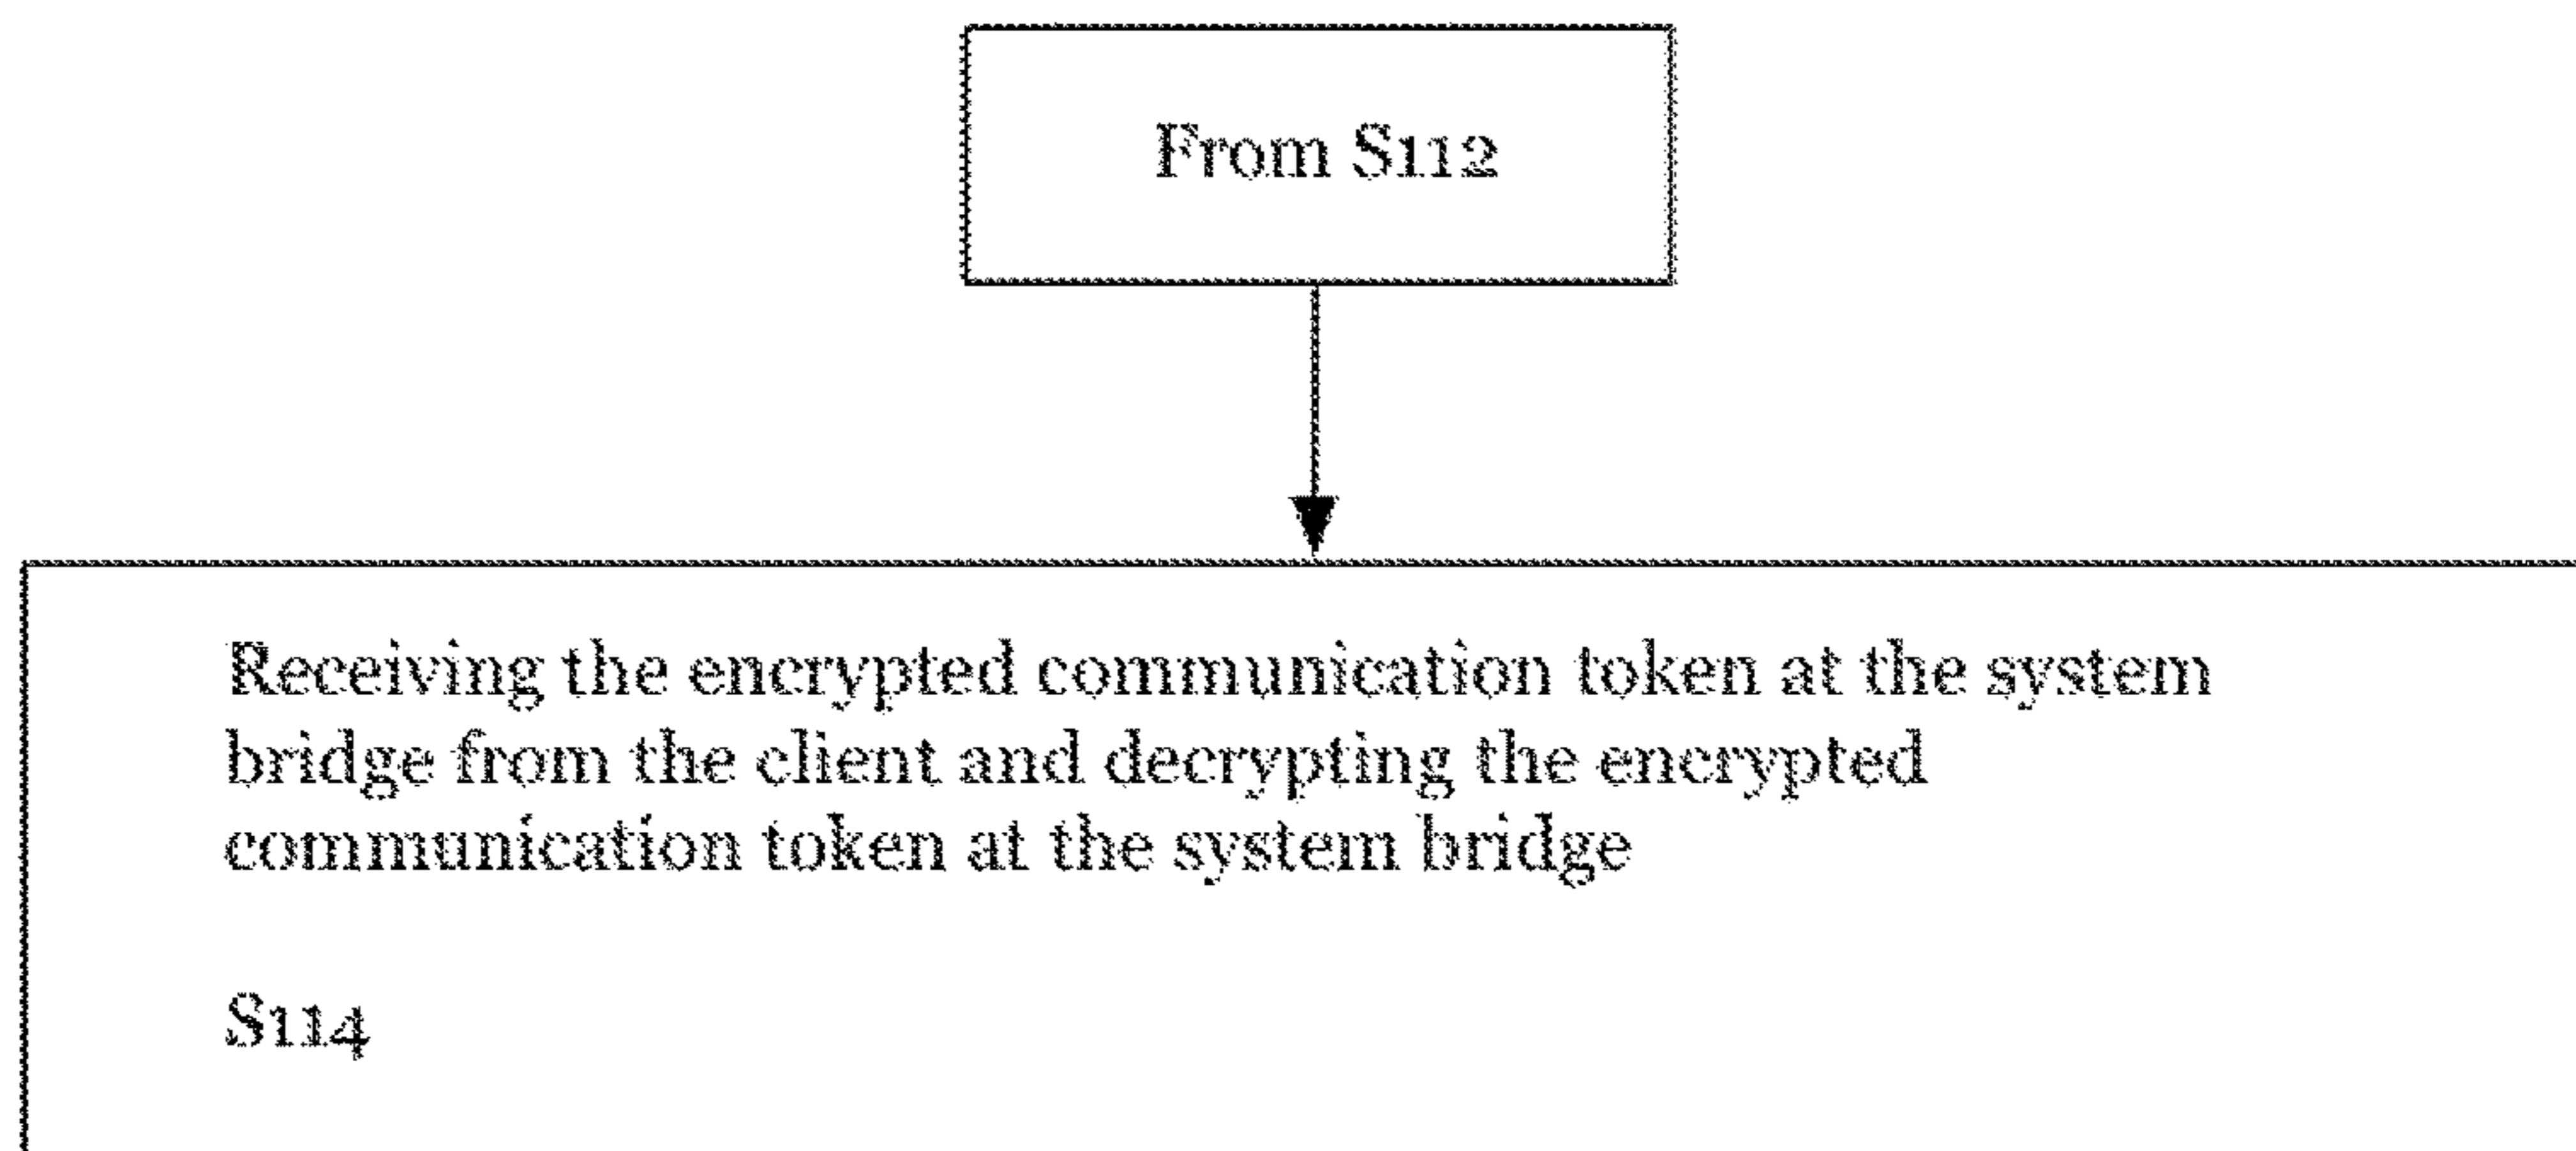 From S112
Receiving the encrypted communication token at the system
bridge from the client and decrypting the encrypted
communication token at the system bridge
S114